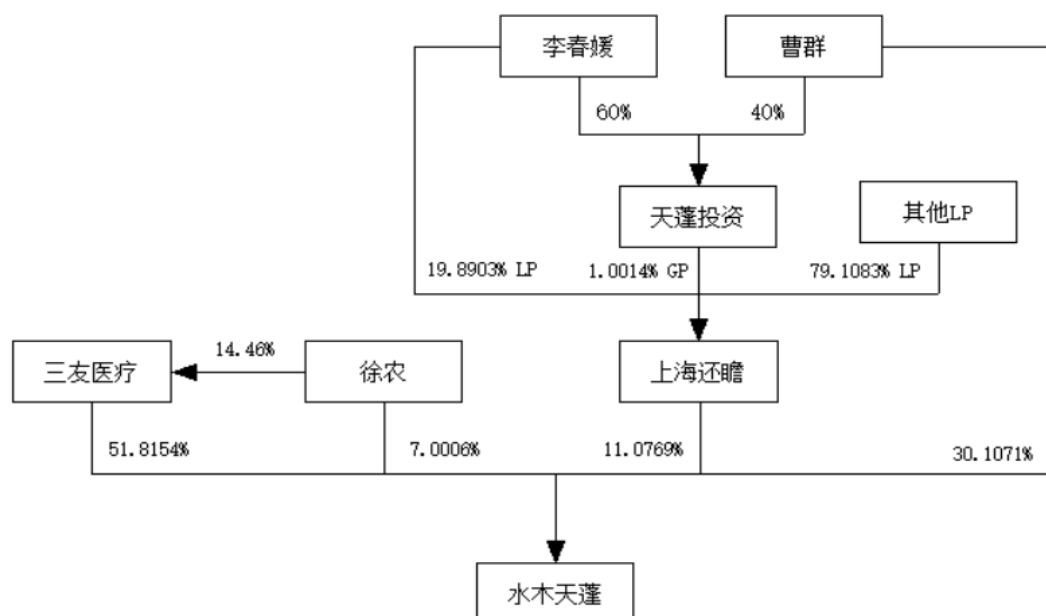 李春媛
曹群
60%
40%
天蓬投资
其他LP
19.8903% LP
1.0014% GP
79.1083% LP
三友医疗
14.46%
徐农
上海还瞻
51.8154%
7.0006%
11.0769%
30.1071%
水木天蓬